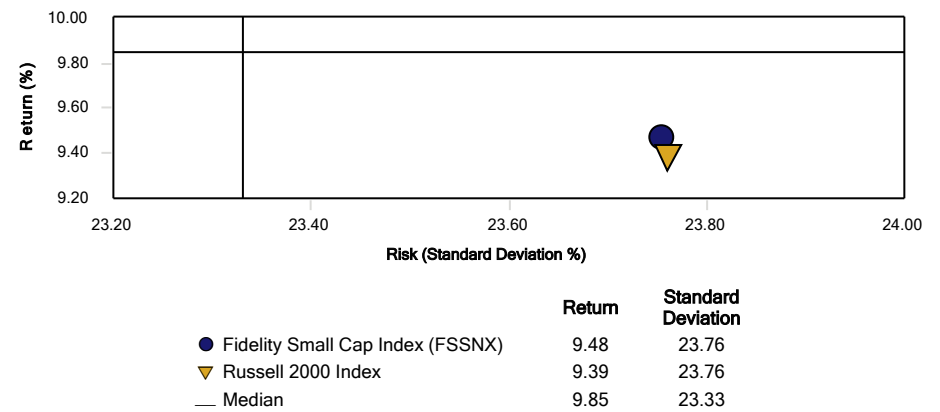 10.00
9.80
9.60
9.40
9.20
Return (%)
23.20 23.40 23.60 23.80 24.00
Risk (Standard Deviation %)
Return Standard Deviation
Fidelity Small Cap Index (FSSNX) 9.48 23.76
Russell 2000 Index 9.39 23.76
Median 9.85 23.33